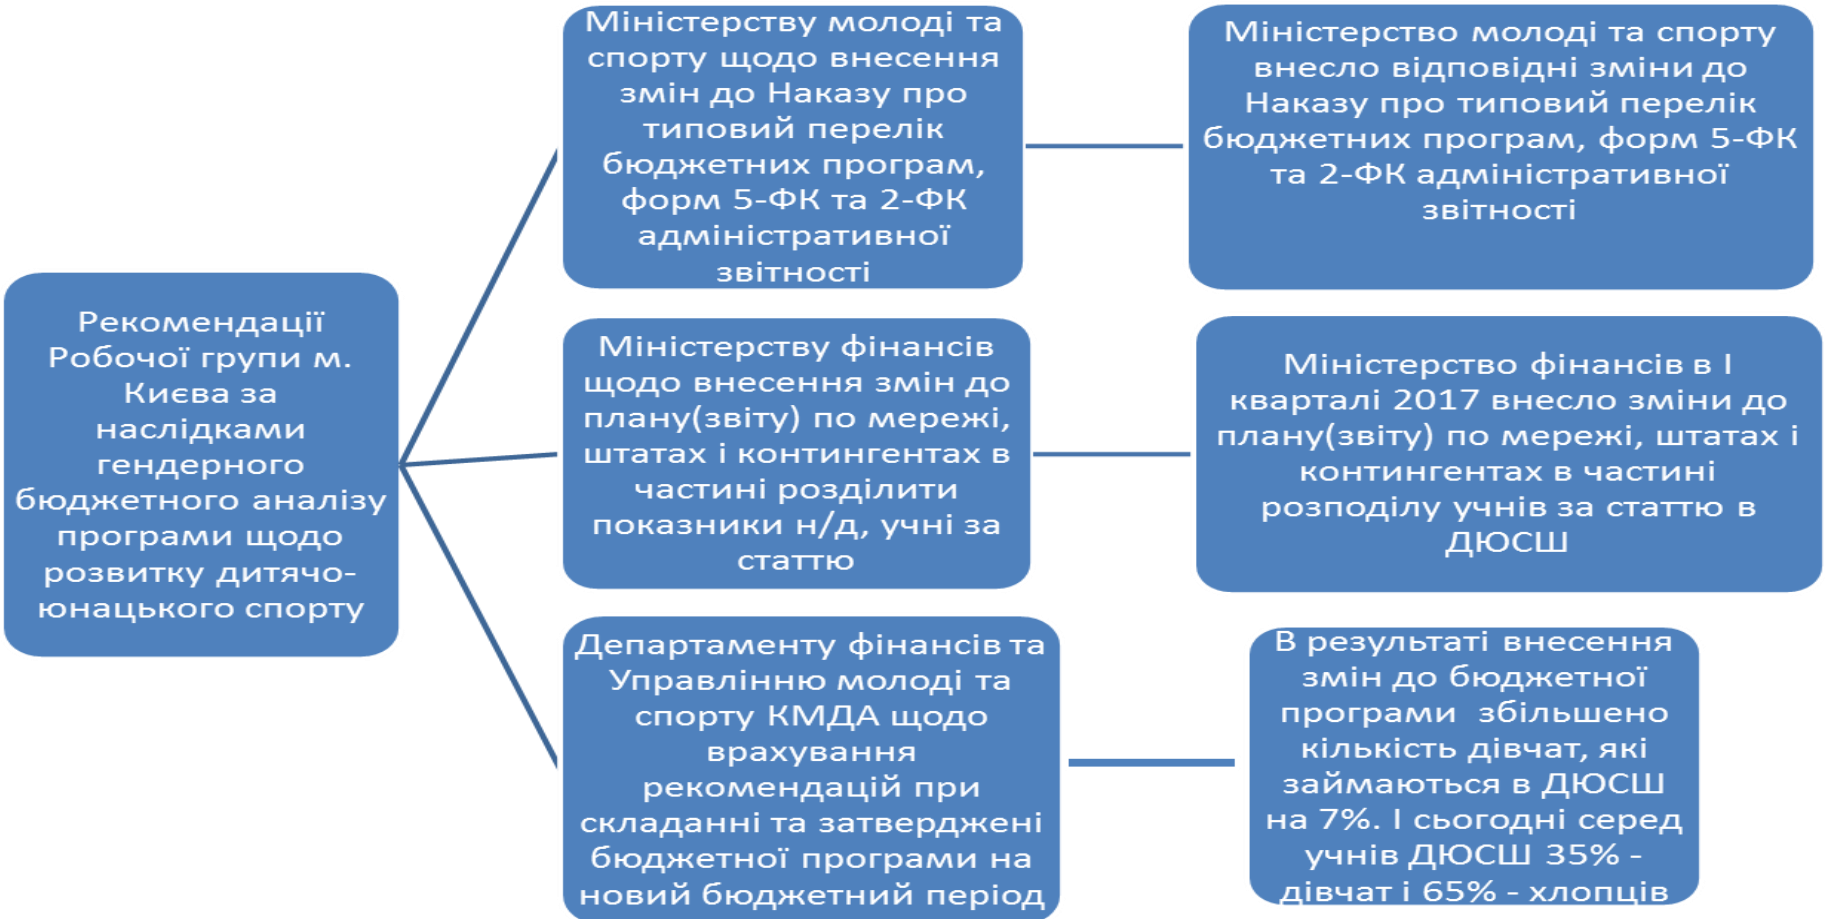 Рекомендації
Робочої групи м.
Києва за
наслідками
гендерного
бюджетного аналізу
програми щодо
розвитку дитячо-
юнацького спорту
Міністерству молоді та
спорту щодо внесення
змін до Наказу про
типовий перелік
бюджетних програм,
форм 5-ФК та 2-ФК
адміністративної
звітності
Міністерство молоді та спорту
внесло відповідні зміни до
Наказу про типовий перелік
бюджетних програм, форм 5-ФК
та 2-ФК адміністративної
звітності
Міністерству фінансів
щодо внесення змін до
плану(звіту) по мережі,
штатах і контингентах в
частині розділити
показники н/д, учні за
статтю
Міністерство фінансів в І
кварталі 2017 внесло зміни до
плану(звіту) по мережі, штатах і
контингентах в частині
розподілу учнів за статтю в
ДЮСШ
Департаменту фінансів та
Управлінню молоді та
спорту КМДА щодо
врахування
рекомендацій при
складанні та затверджені
бюджетної програми на
новий бюджетний період
В результаті внесення
змін до бюджетної
програми збільшено
кількість дівчат, які
займаються в ДЮСШ
на 7%. І сьогодні серед
учнів ДЮСШ 35% -
дівчат і 65% - хлопців